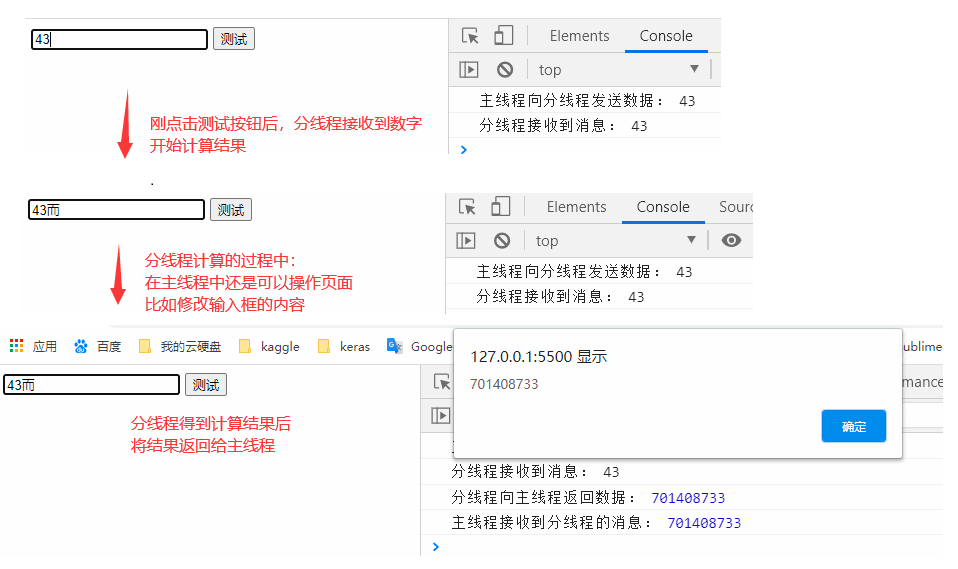 43 测试
Elements Console
top
主线程向分线程发送数据： 43
分线程接收到消息： 43
刚点击测试按钮后，分线程接收到数字
开始计算结果
.
43而 测试
Elements Console
top
主线程向分线程发送数据： 43
分线程接收到消息： 43
分线程计算的过程中：
在主线程中还是可以操作页面
比如修改输入框的内容
应用 百度 我的云硬盘 kaggle keras Google
127.0.0.1:5500 显示
701408733
确定
43而 测试
分线程得到计算结果后
将结果返回给主线程
分线程接收到消息： 43
分线程向主线程返回数据： 701408733
主线程接收到分线程的消息： 701408733